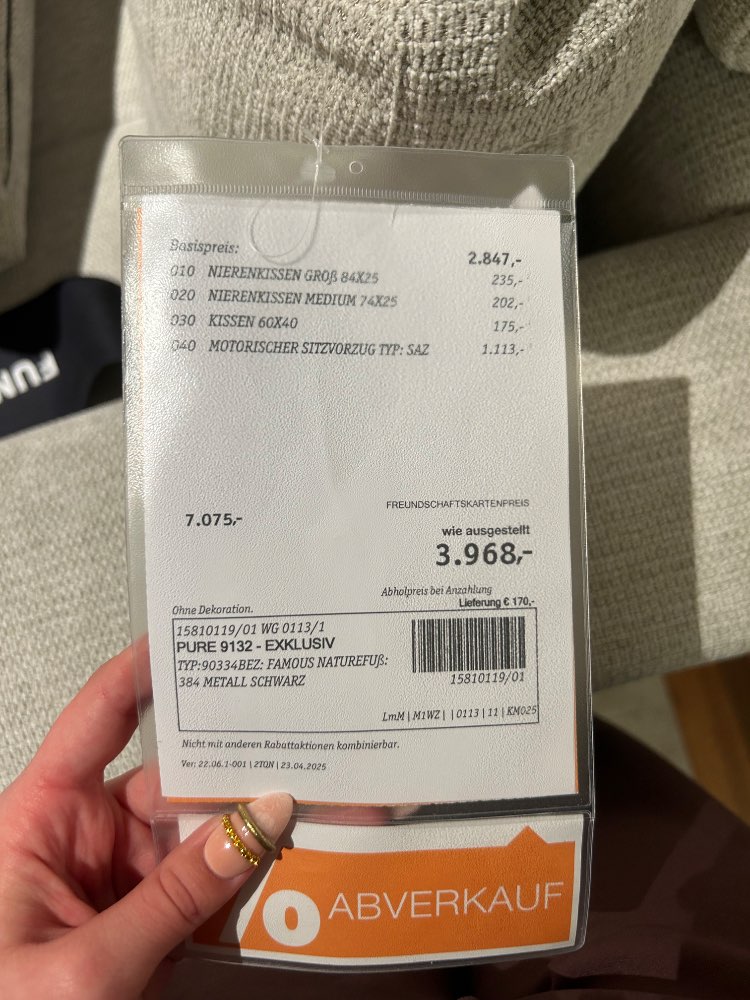 Basispreis: 2.847,-
010 NIERENKISSEN GROß 84X25 235,-
020 NIERENKISSEN MEDIUM 74X25 202,-
030 KISSEN 60X40 175,-
040 MOTORISCHER SITZVORZUG TYP: SAZ 1.113,-
FREUNDSCHAFTSKARTENPREIS
7.075,-
wie ausgestellt
3.968,-
Abholpreis bei Anzahlung
Lieferung € 170,-
Ohne Dekoration.
15810119/01 WG 0113/1
PURE 9132 - EXKLUSIV
TYP:90334BEZ: FAMOUS NATUREFUß:
384 METALL SCHWARZ
15810119/01
LmM | M1WZ | | 0113 | 11 | KM025
Nicht mit anderen Rabattaktionen kombinierbar.
Ver: 22.06.1-001 | 2TQN | 23.04.2025
% ABVERKAUF
FUN